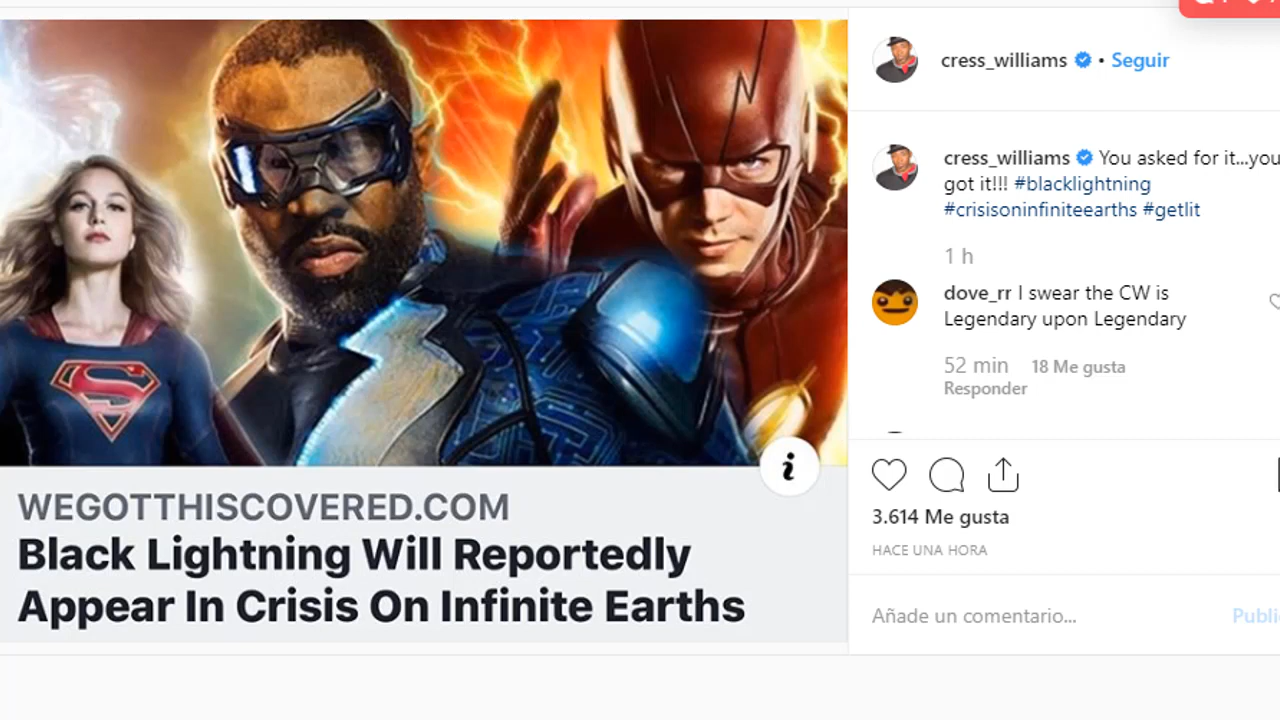 cress_williams • Seguir
cress_williams You asked for it...you
got it!!! #blacklightning
#crisisoninfiniteearths #getlit
1 h
dove_rr I swear the CW is
Legendary upon Legendary
52 min 18 Me gusta
Responder
3.614 Me gusta
HACE UNA HORA
Añade un comentario...
WEGOTTHISCOVERED.COM
Black Lightning Will Reportedly
Appear In Crisis On Infinite Earths